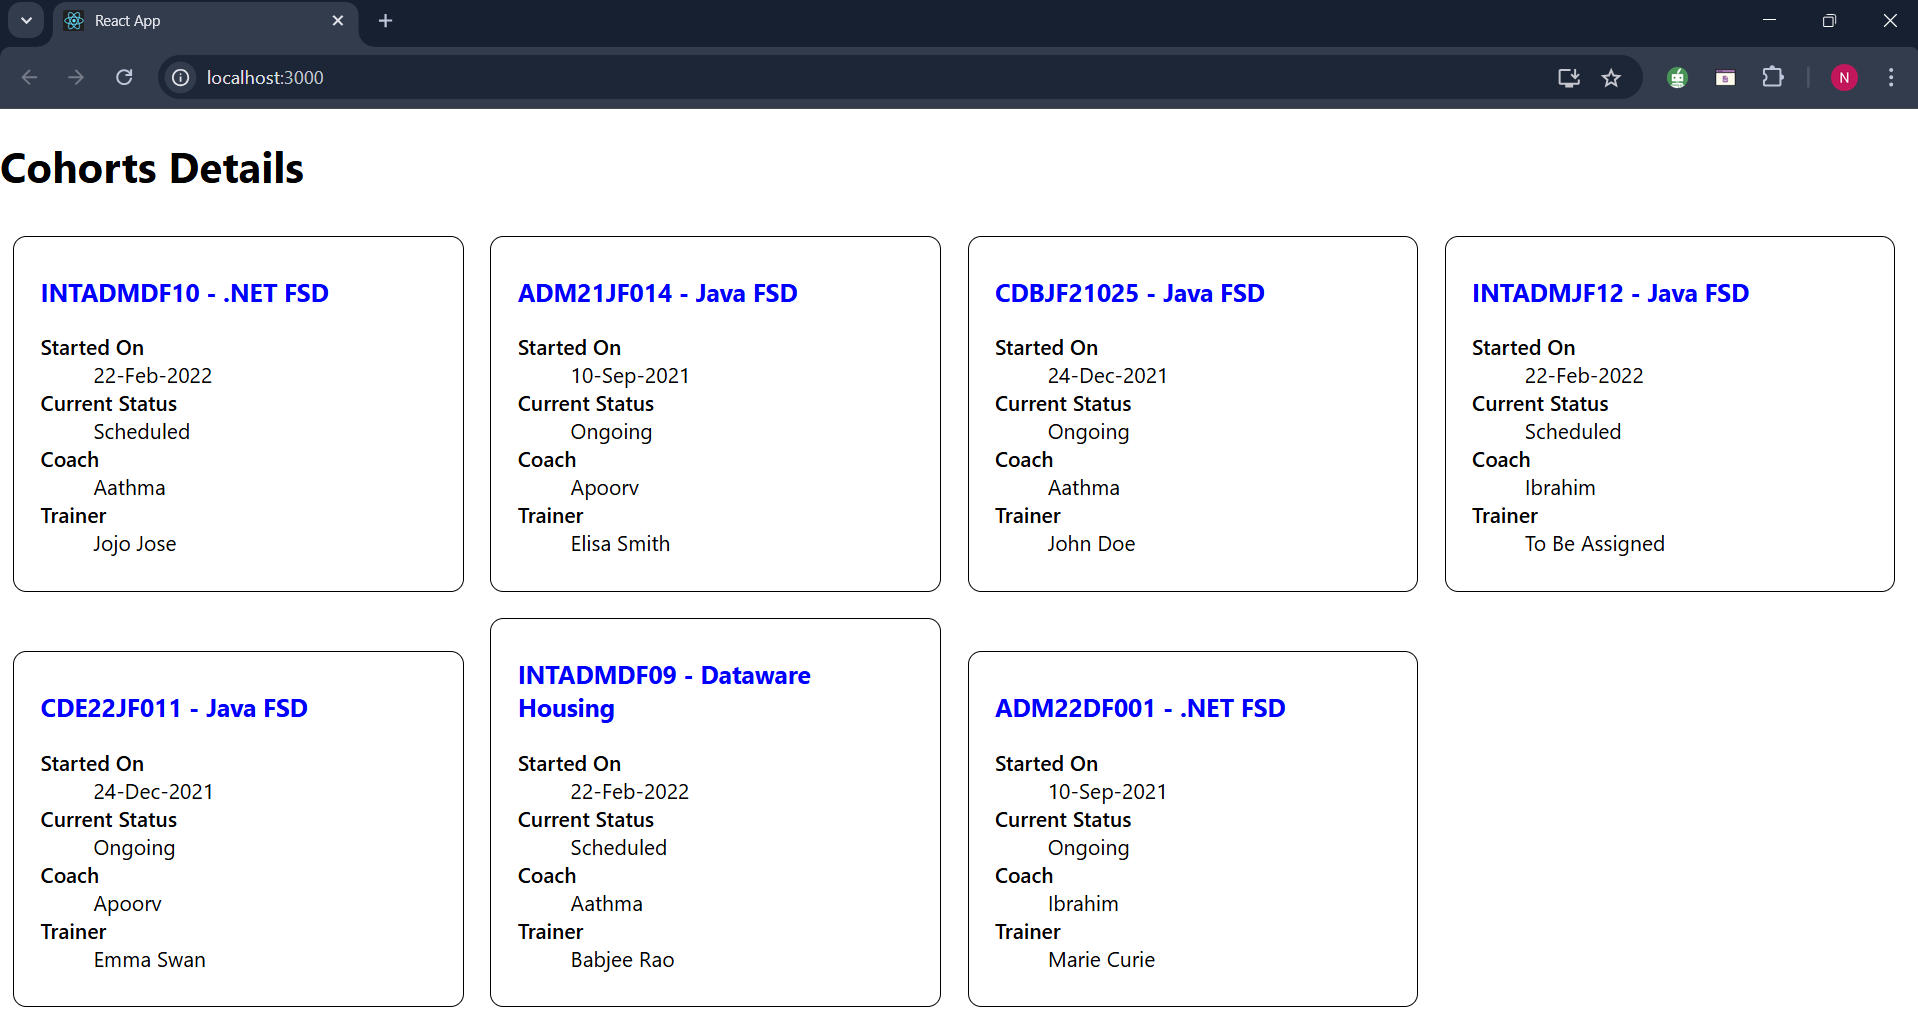 React App
localhost:3000
N
Cohorts Details
INTADMDF10 - .NET FSD
Started On
22-Feb-2022
Current Status
Scheduled
Coach
Aathma
Trainer
Jojo Jose
ADM21JF014 - Java FSD
Started On
10-Sep-2021
Current Status
Ongoing
Coach
Apoorv
Trainer
Elisa Smith
CDBJF21025 - Java FSD
Started On
24-Dec-2021
Current Status
Ongoing
Coach
Aathma
Trainer
John Doe
INTADMJF12 - Java FSD
Started On
22-Feb-2022
Current Status
Scheduled
Coach
Ibrahim
Trainer
To Be Assigned
CDE22JF011 - Java FSD
Started On
24-Dec-2021
Current Status
Ongoing
Coach
Apoorv
Trainer
Emma Swan
INTADMDF09 - Dataware
Housing
Started On
22-Feb-2022
Current Status
Scheduled
Coach
Aathma
Trainer
Babjee Rao
ADM22DF001 - .NET FSD
Started On
10-Sep-2021
Current Status
Ongoing
Coach
Ibrahim
Trainer
Marie Curie